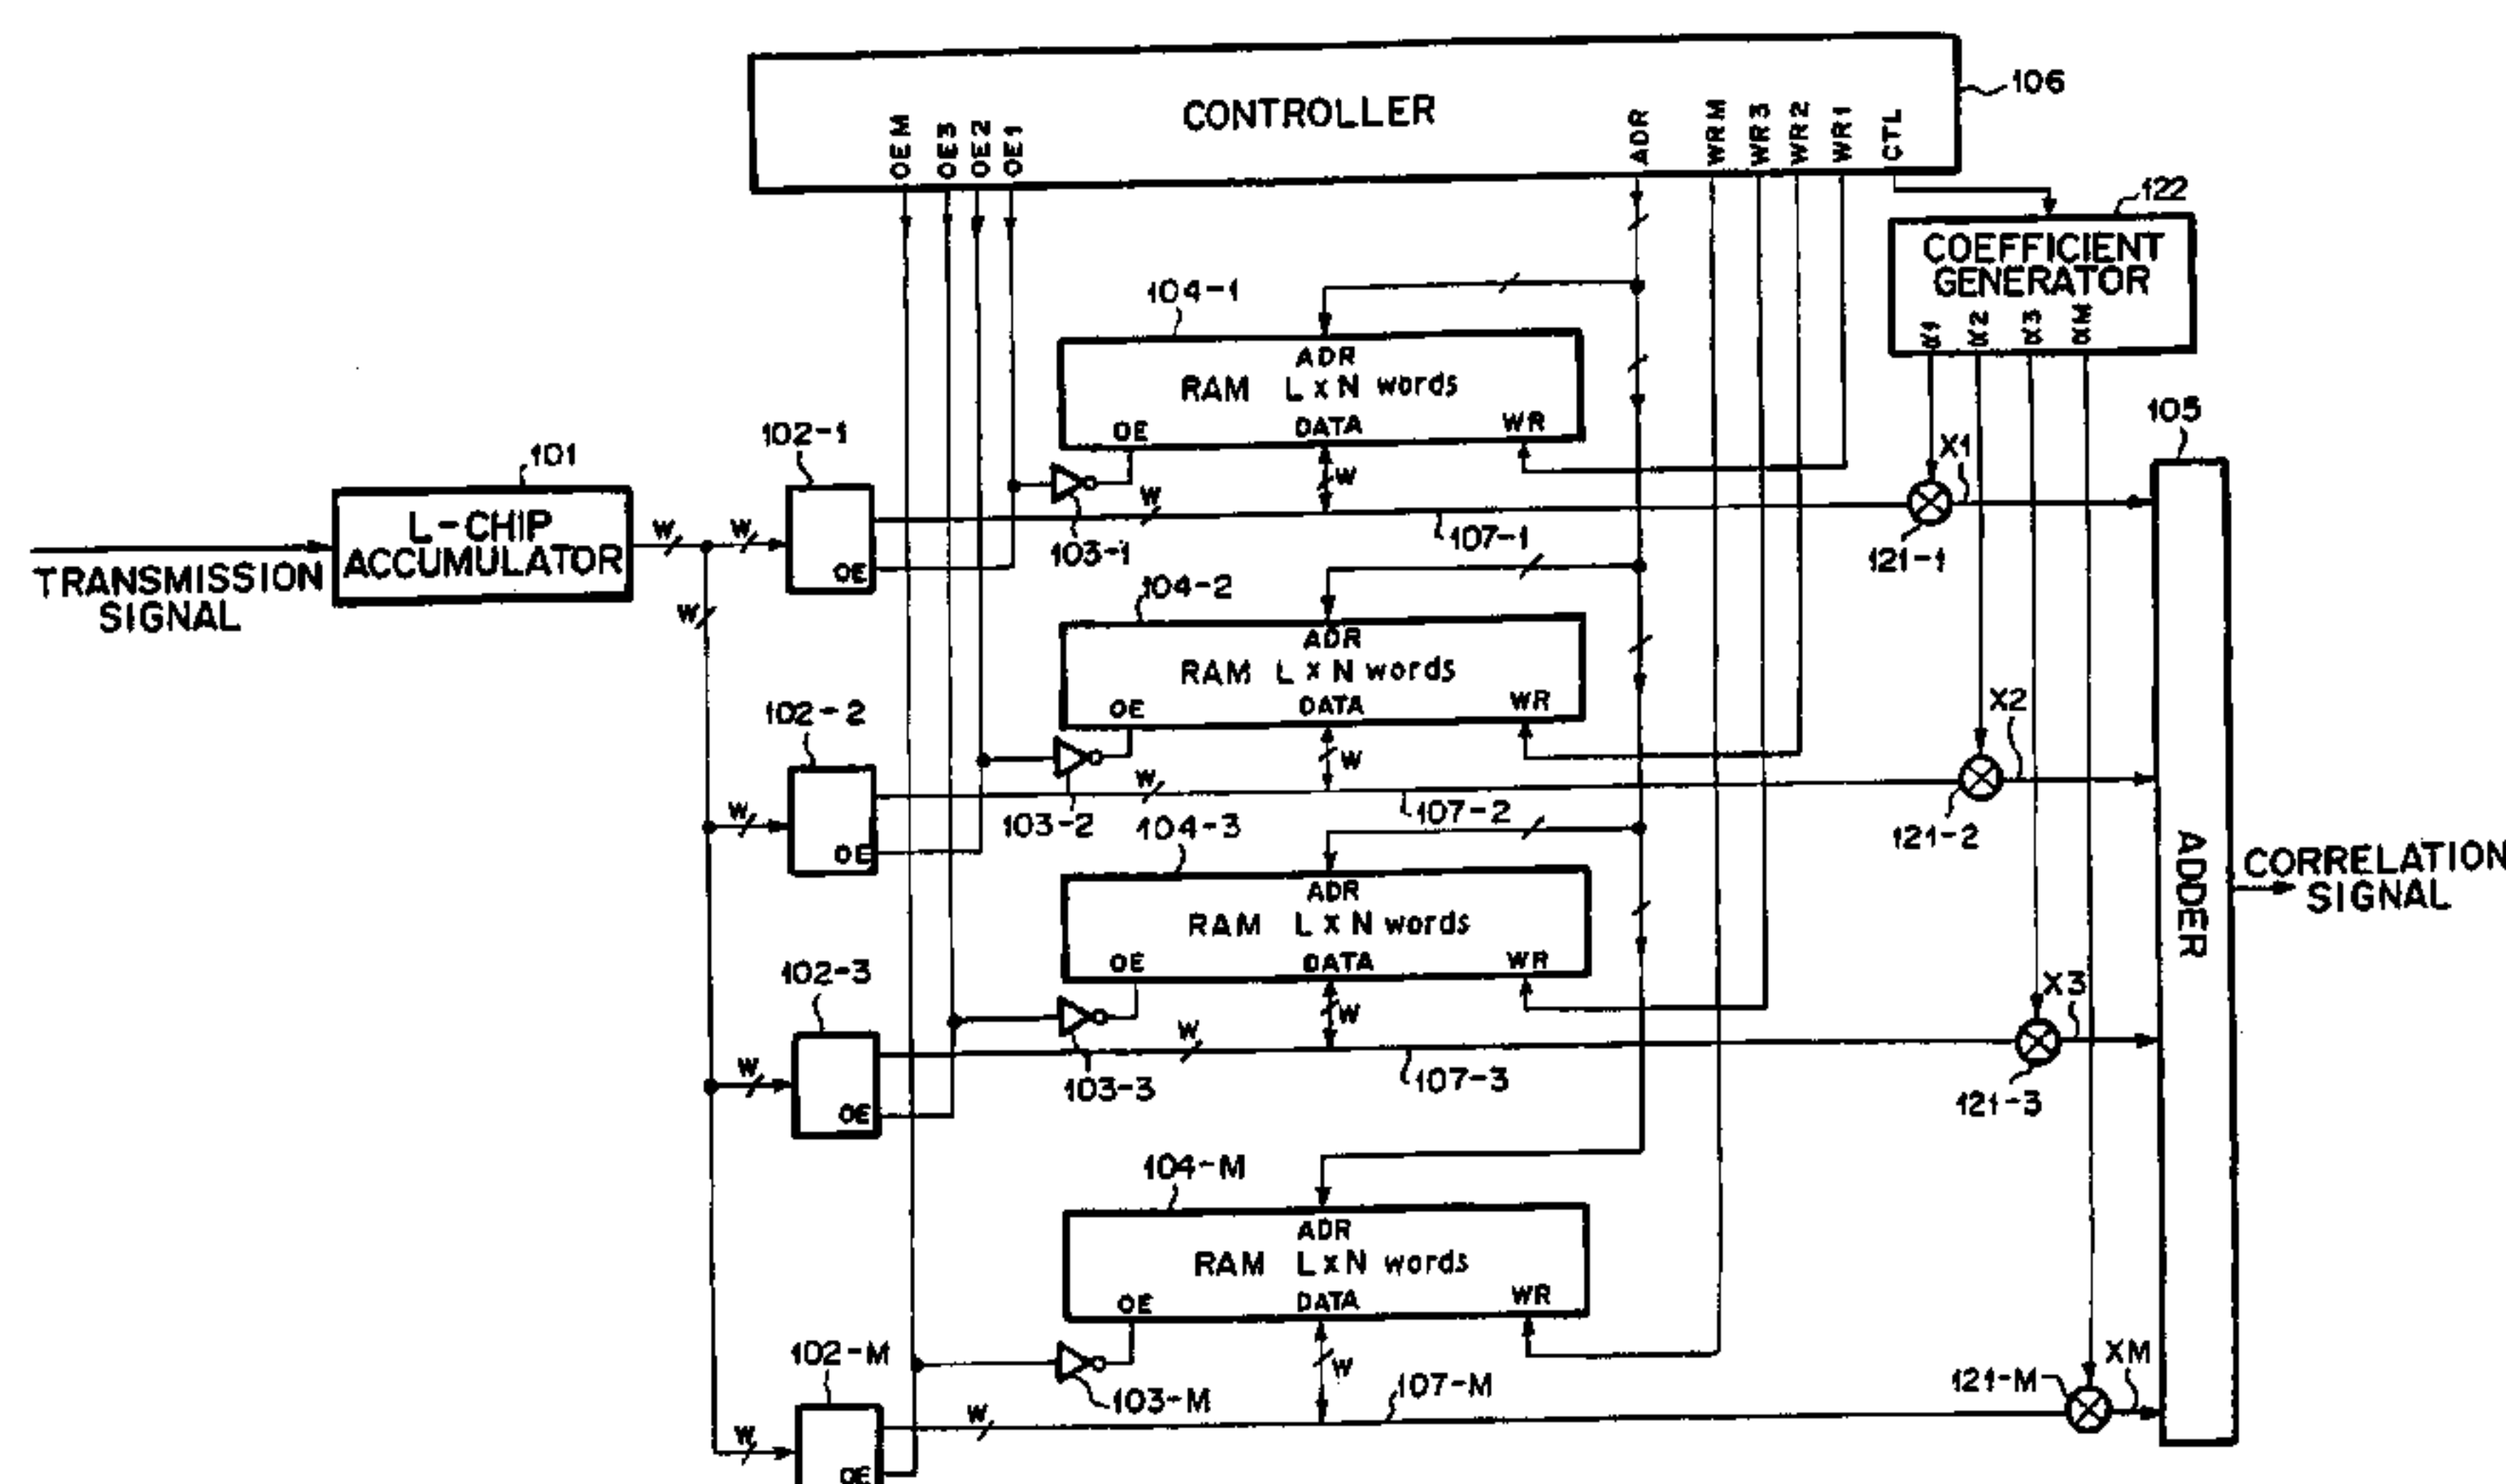 CONTROLLER
106
OEM
OE3
OE2
OE1
ADR
WRM
WR3
WR2
WR1
CTL
122
COEFFICIENT
GENERATOR
α1
α2
α3
αM
104-1
ADR
RAM L×N words
OE
DATA
WR
102-1
101
L-CHIP
ACCUMULATOR
TRANSMISSION
SIGNAL
W
W
W
OE
103-1
W
W
107-1
X1
121-1
105
104-2
ADR
RAM L×N words
OE
DATA
WR
102-2
W
OE
103-2
W
W
107-2
X2
121-2
ADDER
CORRELATION
SIGNAL
104-3
ADR
RAM L×N words
OE
DATA
WR
102-3
W
OE
103-3
W
W
107-3
X3
121-3
104-M
ADR
RAM L×N words
OE
DATA
WR
102-M
W
OE
103-M
W
W
107-M
121-M
XM